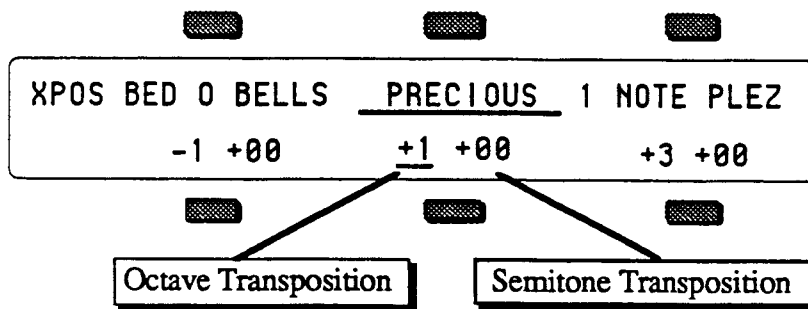 XPOS BED O BELLS PRECIOUS 1 NOTE PLEZ
-1 +00 +1 +00 +3 +00
Octave Transposition Semitone Transposition